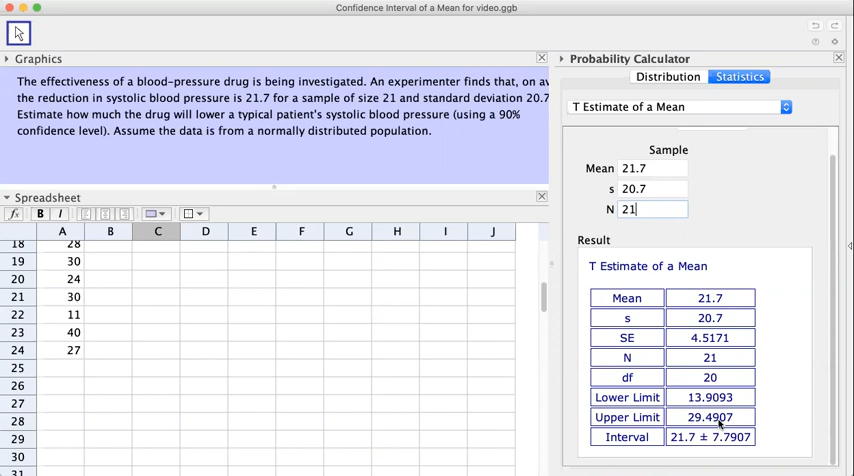 Confidence Interval of a Mean for video.ggb
Graphics
The effectiveness of a blood-pressure drug is being investigated. An experimenter finds that, on av
the reduction in systolic blood pressure is 21.7 for a sample of size 21 and standard deviation 20.7
Estimate how much the drug will lower a typical patient's systolic blood pressure (using a 90%
confidence level). Assume the data is from a normally distributed population.
Spreadsheet
fx B I
A B C D E F G H I J
18 28
19 30
20 24
21 30
22 11
23 40
24 27
25
26
27
28
29
30
31
Probability Calculator
Distribution Statistics
T Estimate of a Mean
Sample
Mean 21.7
s 20.7
N 21
Result
T Estimate of a Mean
Mean 21.7
s 20.7
SE 4.5171
N 21
df 20
Lower Limit 13.9093
Upper Limit 29.4907
Interval 21.7 ± 7.7907